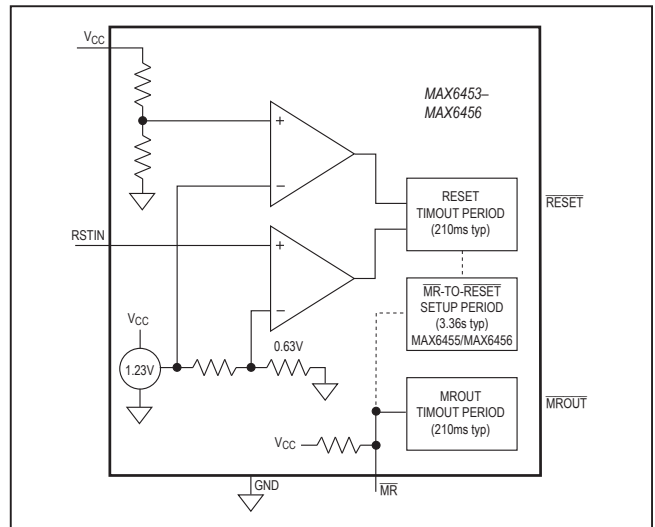 VCC
MAX6453–
MAX6456
RESET
TIMOUT PERIOD
(210ms typ)
RESET
RSTIN
MR-TO-RESET
SETUP PERIOD
(3.36s typ)
MAX6455/MAX6456
VCC
0.63V
1.23V
MROUT
TIMOUT PERIOD
(210ms typ)
MROUT
VCC
GND
MR
+
−
+
−